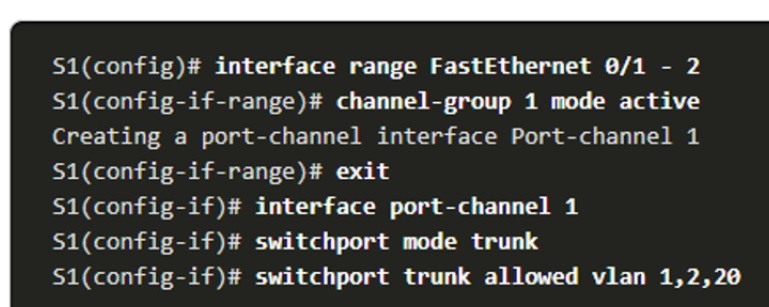 S1(config)# interface range FastEthernet 0/1 - 2
S1(config-if-range)# channel-group 1 mode active
Creating a port-channel interface Port-channel 1
S1(config-if-range)# exit
S1(config-if)# interface port-channel 1
S1(config-if)# switchport mode trunk
S1(config-if)# switchport trunk allowed vlan 1,2,20